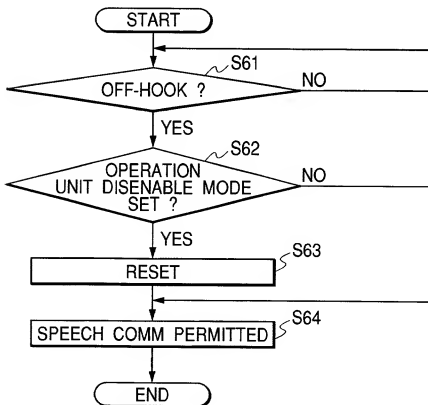 START
S61
OFF-HOOK ?
NO
YES
S62
OPERATION
UNIT DISENABLE MODE
SET ?
NO
YES
S63
RESET
S64
SPEECH COMM PERMITTED
END